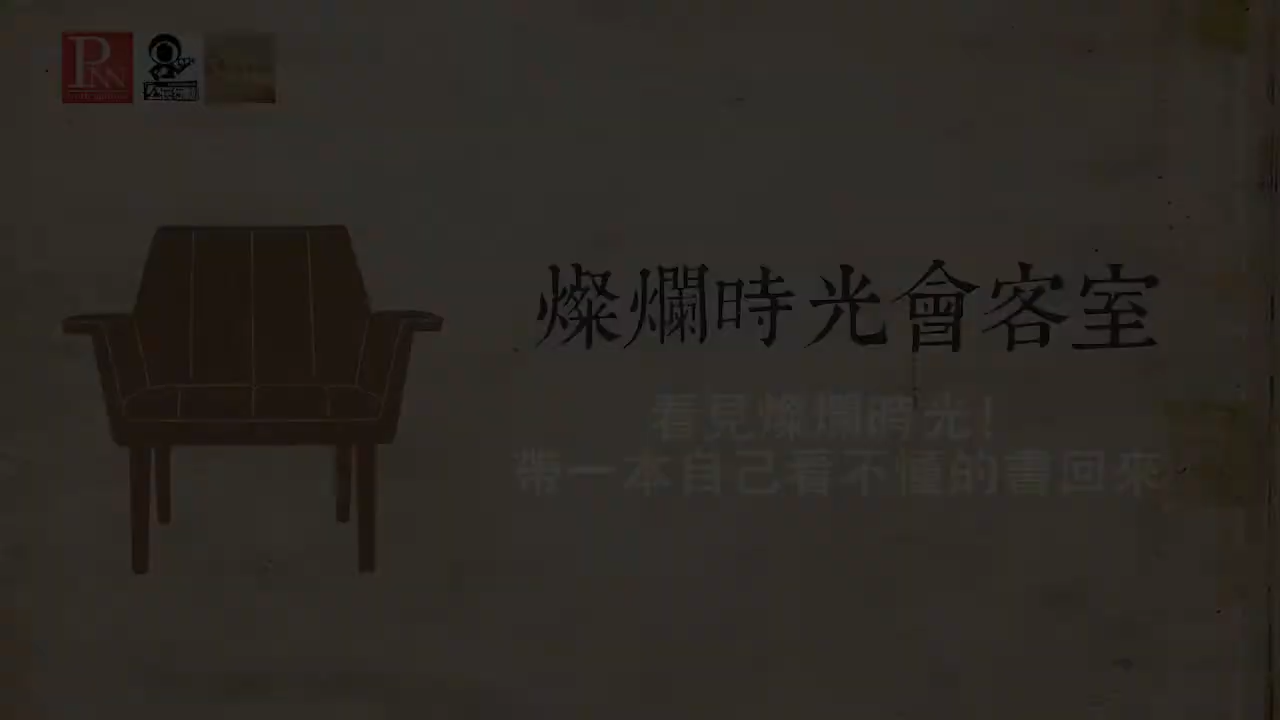 PNN
燦爛時光會客室
看見燦爛時光！
帶一本自己看不懂的書回來